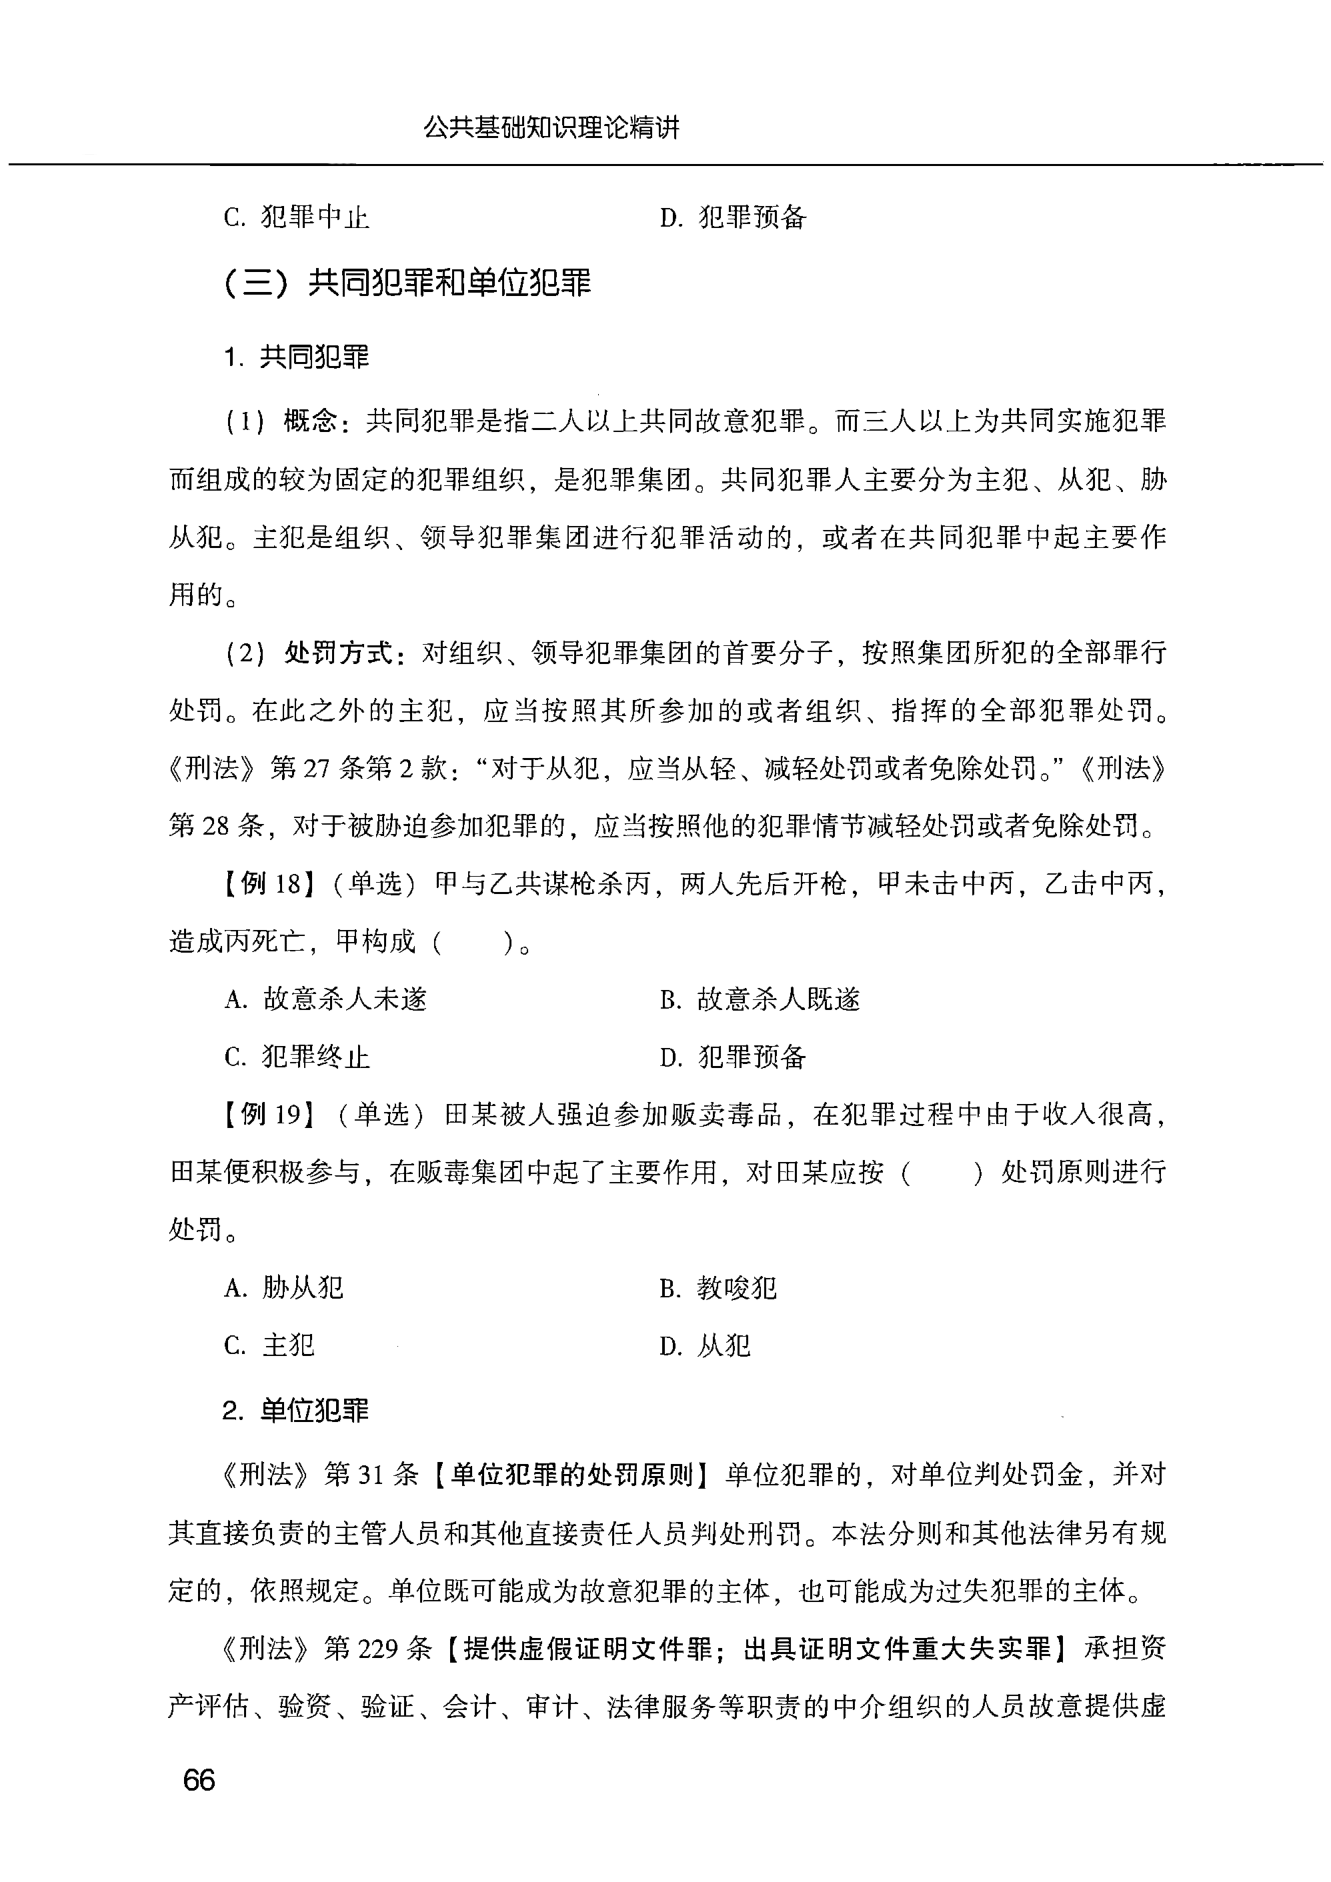 公共基础知识理论精讲
C. 犯罪中止 D. 犯罪预备
（三）共同犯罪和单位犯罪
1. 共同犯罪
(1) 概念：共同犯罪是指二人以上共同故意犯罪。而三人以上为共同实施犯罪
而组成的较为固定的犯罪组织，是犯罪集团。共同犯罪人主要分为主犯、从犯、胁
从犯。主犯是组织、领导犯罪集团进行犯罪活动的，或者在共同犯罪中起主要作
用的。
(2) 处罚方式：对组织、领导犯罪集团的首要分子，按照集团所犯的全部罪行
处罚。在此之外的主犯，应当按照其所参加的或者组织、指挥的全部犯罪处罚。
《刑法》第 27 条第 2 款：“对于从犯，应当从轻、减轻处罚或者免除处罚。”《刑法》
第 28 条，对于被胁迫参加犯罪的，应当按照他的犯罪情节减轻处罚或者免除处罚。
【例 18】（单选）甲与乙共谋枪杀丙，两人先后开枪，甲未击中丙，乙击中丙，
造成丙死亡，甲构成（　　）。
A. 故意杀人未遂 B. 故意杀人既遂
C. 犯罪终止 D. 犯罪预备
【例 19】（单选）田某被人强迫参加贩卖毒品，在犯罪过程中由于收入很高，
田某便积极参与，在贩毒集团中起了主要作用，对田某应按（　　）处罚原则进行
处罚。
A. 胁从犯 B. 教唆犯
C. 主犯 D. 从犯
2. 单位犯罪
《刑法》第 31 条【单位犯罪的处罚原则】单位犯罪的，对单位判处罚金，并对
其直接负责的主管人员和其他直接责任人员判处刑罚。本法分则和其他法律另有规
定的，依照规定。单位既可能成为故意犯罪的主体，也可能成为过失犯罪的主体。
《刑法》第 229 条【提供虚假证明文件罪；出具证明文件重大失实罪】承担资
产评估、验资、验证、会计、审计、法律服务等职责的中介组织的人员故意提供虚
66